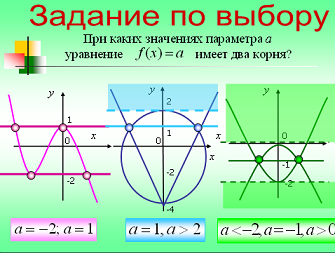 Задание по выбору
При каких значениях параметра a
уравнение f(x)=a имеет два корня?
y y y
1 2 0
0 x 0 1 x x
-2 -2 -1
-4 -2
a=-2; a=1 a=1, a>2 a<-2, a=-1, a>0